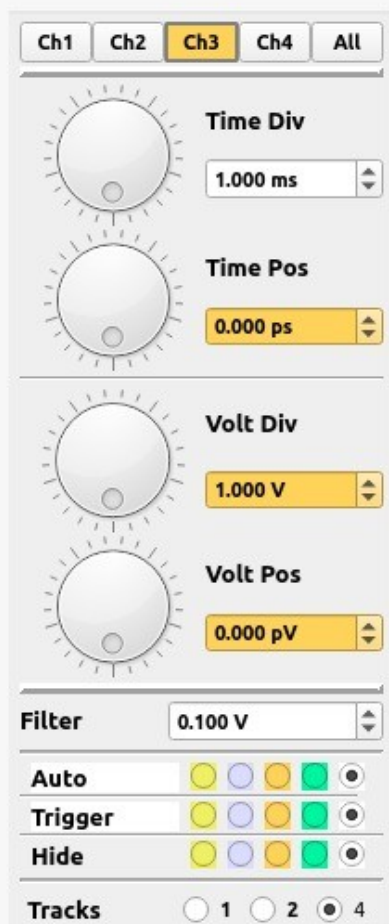 Ch1 Ch2 Ch3 Ch4 All
Time Div
1.000 ms
Time Pos
0.000 ps
Volt Div
1.000 V
Volt Pos
0.000 pV
Filter 0.100 V
Auto
Trigger
Hide
Tracks 1 2 4